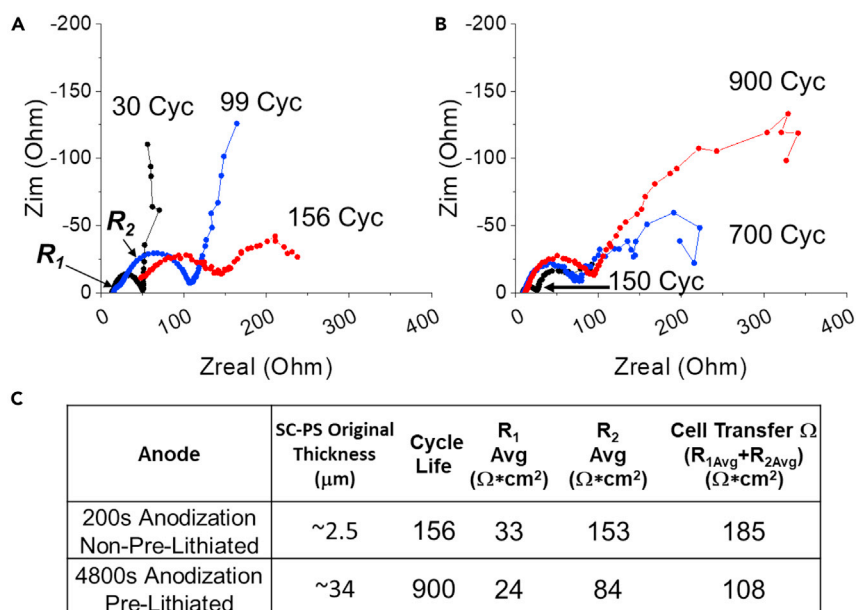 A
-200
-150
-100
-50
0
Zim (Ohm)
30 Cyc
99 Cyc
156 Cyc
R₂
R₁
0 100 200 300 400
Zreal (Ohm)
B
-200
-150
-100
-50
0
Zim (Ohm)
900 Cyc
700 Cyc
150 Cyc
0 100 200 300 400
Zreal (Ohm)
C
Anode
SC-PS Original
Thickness
(μm)
Cycle
Life
R₁
Avg
(Ω*cm²)
R₂
Avg
(Ω*cm²)
Cell Transfer Ω
(R₁Avg+R₂Avg)
(Ω*cm²)
200s Anodization
Non-Pre-Lithiated
~2.5 156 33 153 185
4800s Anodization
Pre-Lithiated
~34 900 24 84 108